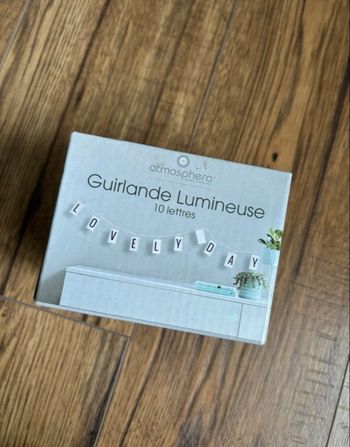 atmosphera
Guirlande Lumineuse
10 lettres
LOVELY DAY